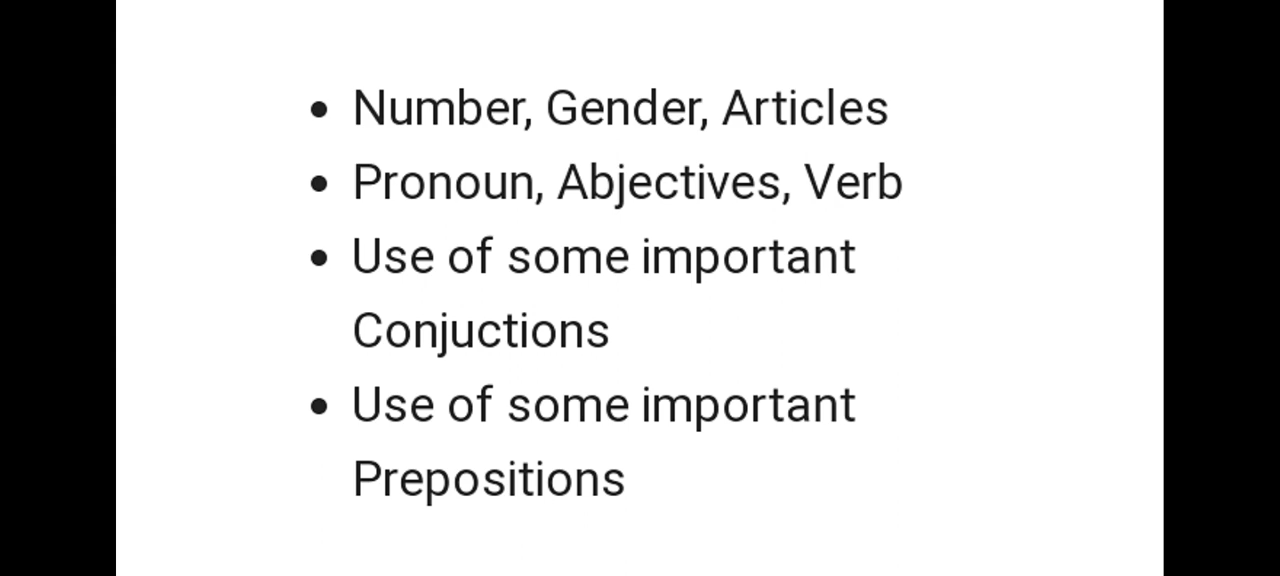 • Number, Gender, Articles
• Pronoun, Abjectives, Verb
• Use of some important
Conjuctions
• Use of some important
Prepositions